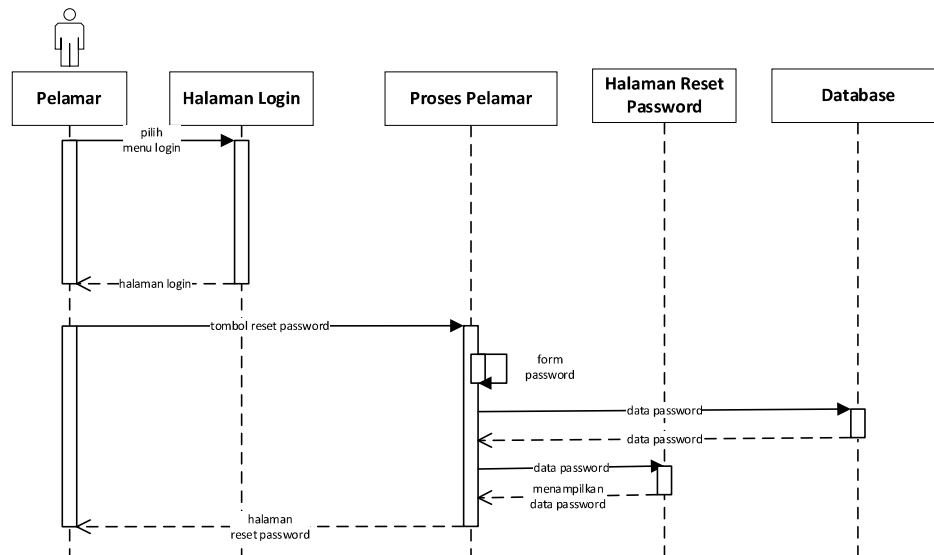 Pelamar
Halaman Login
Proses Pelamar
Halaman Reset
Password
Database
pilih
menu login
halaman login
tombol reset password
form
password
data password
data password
data password
menampilkan
data password
halaman
reset password